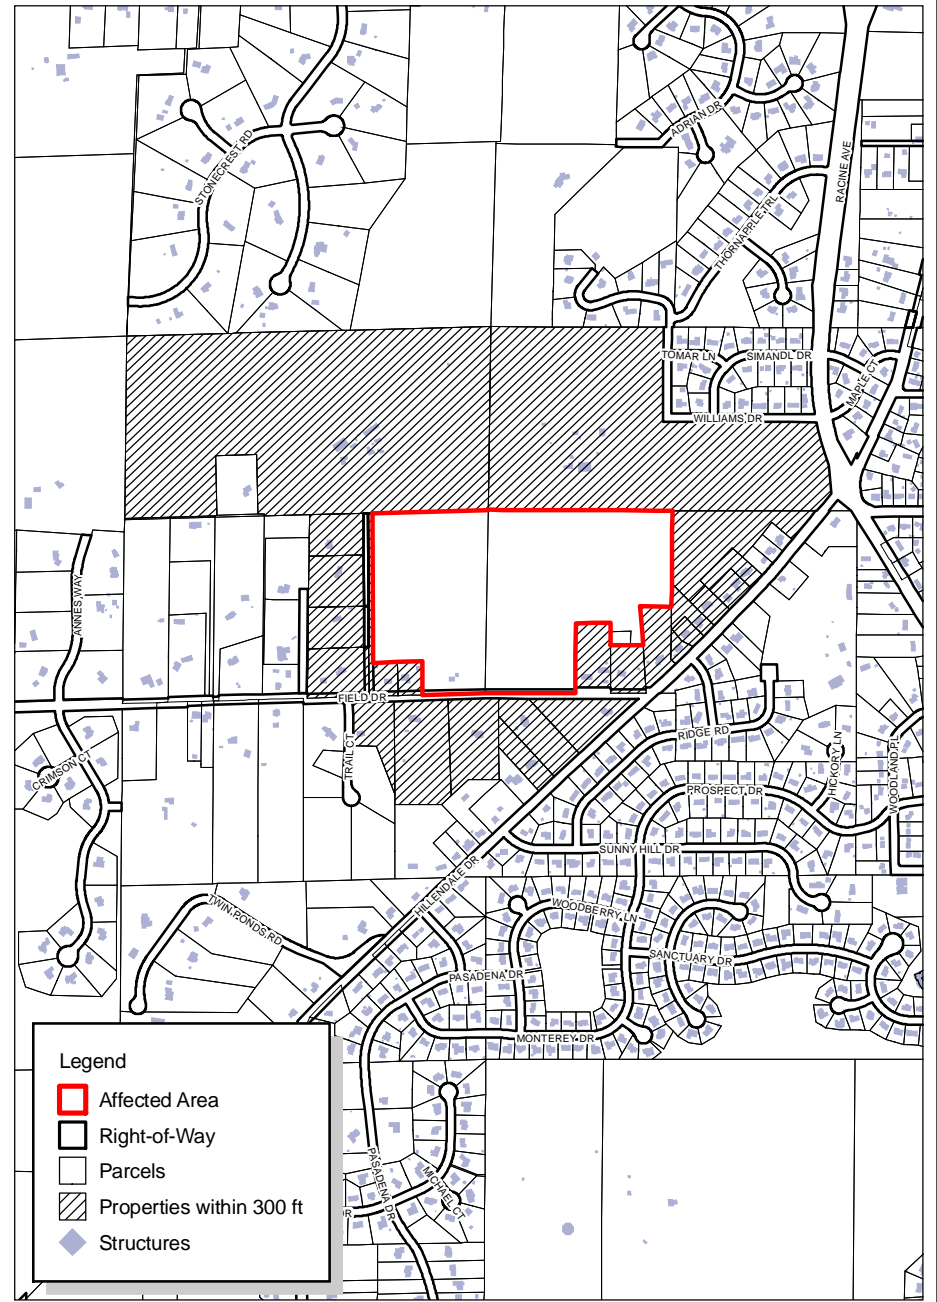 STONECREST RD
ADRIAN DR
RACINE AVE
THORNAPPLE TRL
TOMAR LN
SIMANDL DR
MAPLE CT
WILLIAMS DR
ANNES WAY
FIELD DR
TRAIL CT
CRIMSON CT
RIDGE RD
HICKORY LN
WOODLAND PL
PROSPECT DR
SUNNY HILL DR
HILLENDALE DR
TWIN PONDS RD
WOODBERRY LN
SANCTUARY DR
PASADENA DR
MONTEREY DR
PASADENA DR
MICHAEL CT
DR
Legend
Affected Area
Right-of-Way
Parcels
Properties within 300 ft
Structures